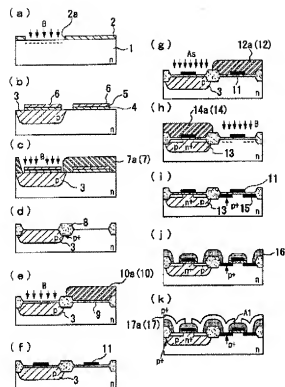 (a)
B 2a 2
1
n
(b)
3 6 6 5
4
p n
(c)
B 7a(7)
p 3 n
(d)
8
p p+
3 n
(e)
B 10a(10)
p 3 9 n
(f)
11
p 3 n
(g)
As 12a(12)
p 3 11 n
(h)
14a(14) B
p n+ p
13 n
(i)
11
13 p+ 15
n
(j)
16
p+
n
(k)
p+ A1
17a(17)
p+
p+ n